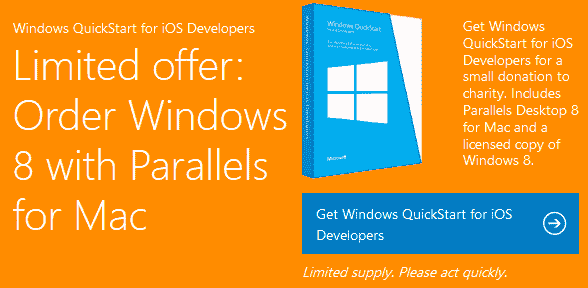 Windows QuickStart for iOS Developers
Limited offer:
Order Windows
8 with Parallels
for Mac
Windows QuickStart
Microsoft
Get Windows
QuickStart for iOS
Developers for a
small donation to
charity. Includes
Parallels Desktop 8
for Mac and a
licensed copy of
Windows 8.
Get Windows QuickStart for iOS
Developers
Limited supply. Please act quickly.